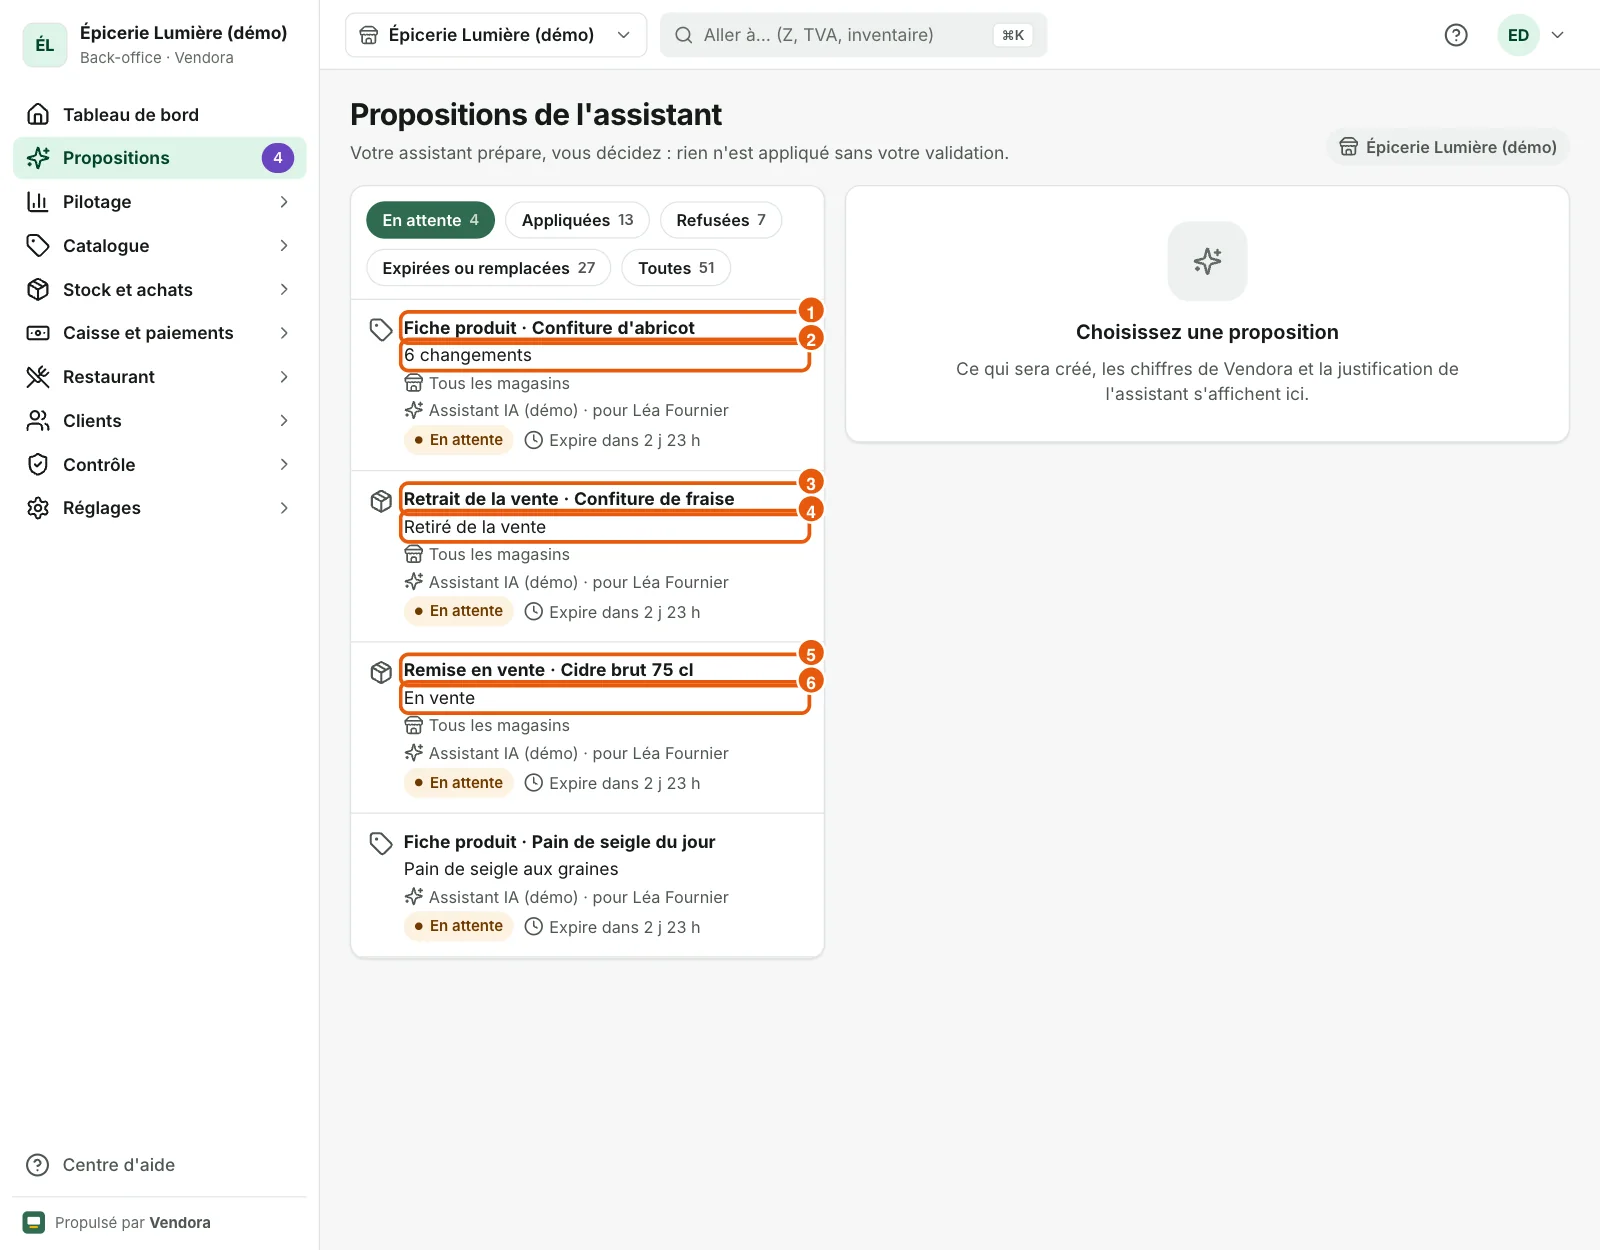 ÉL
Épicerie Lumière (démo)
Back-office · Vendora
Tableau de bord
Propositions
4
Pilotage
Catalogue
Stock et achats
Caisse et paiements
Restaurant
Clients
Contrôle
Réglages
Centre d'aide
Propulsé par Vendora
Épicerie Lumière (démo)
Aller à... (Z, TVA, inventaire)
⌘K
ED
Propositions de l'assistant
Votre assistant prépare, vous décidez : rien n'est appliqué sans votre validation.
Épicerie Lumière (démo)
En attente 4
Appliquées 13
Refusées 7
Expirées ou remplacées 27
Toutes 51
1
Fiche produit · Confiture d'abricot
2
6 changements
Tous les magasins
Assistant IA (démo) · pour Léa Fournier
En attente
Expire dans 2 j 23 h
3
Retrait de la vente · Confiture de fraise
4
Retiré de la vente
Tous les magasins
Assistant IA (démo) · pour Léa Fournier
En attente
Expire dans 2 j 23 h
5
Remise en vente · Cidre brut 75 cl
6
En vente
Tous les magasins
Assistant IA (démo) · pour Léa Fournier
En attente
Expire dans 2 j 23 h
Fiche produit · Pain de seigle du jour
Pain de seigle aux graines
Assistant IA (démo) · pour Léa Fournier
En attente
Expire dans 2 j 23 h
Choisissez une proposition
Ce qui sera créé, les chiffres de Vendora et la justification de
l'assistant s'affichent ici.